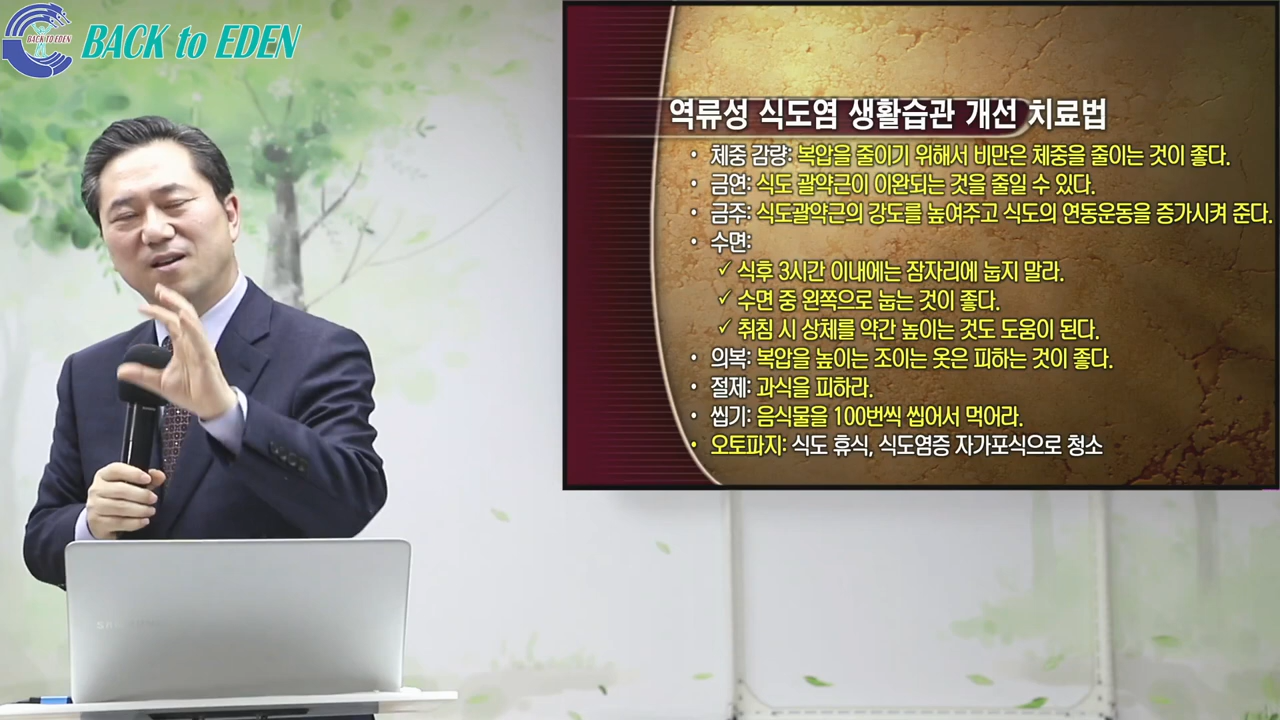 BACK TO EDEN
BACK to EDEN
역류성 식도염 생활습관 개선 치료법
• 체중 감량: 복압을 줄이기 위해서 비만은 체중을 줄이는 것이 좋다.
• 금연: 식도 괄약근이 이완되는 것을 줄일 수 있다.
• 금주: 식도괄약근의 강도를 높여주고 식도의 연동운동을 증가시켜 준다.
• 수면:
✓ 식후 3시간 이내에는 잠자리에 눕지 말라.
✓ 수면 중 왼쪽으로 눕는 것이 좋다.
✓ 취침 시 상체를 약간 높이는 것도 도움이 된다.
• 의복: 복압을 높이는 조이는 옷은 피하는 것이 좋다.
• 절제: 과식을 피하라.
• 씹기: 음식물을 100번씩 씹어서 먹어라.
• 오토파지: 식도 휴식, 식도염증 자가포식으로 청소